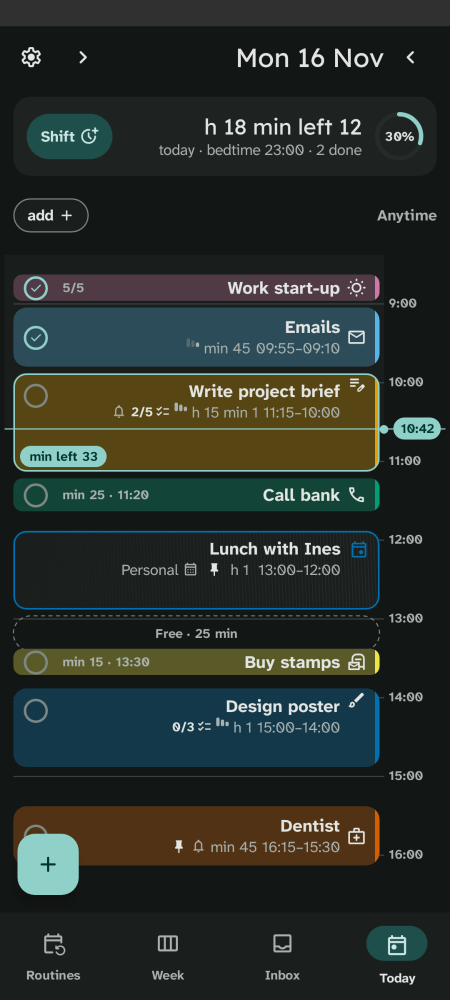 Mon 16 Nov
h 18 min left 12
today · bedtime 23:00 · 2 done
30%
Shift
Anytime
add +
Work start-up
5/5
9:00
Emails
min 45 09:55–09:10
10:00
Write project brief
2/5 h 15 min 1 11:15–10:00
10:42
min left 33
11:00
Call bank
min 25 · 11:20
12:00
Lunch with Ines
Personal h 1 13:00–12:00
13:00
Free · 25 min
Buy stamps
min 15 · 13:30
14:00
Design poster
0/3 h 1 15:00–14:00
15:00
Dentist
min 45 16:15–15:30
16:00
+
Routines
Week
Inbox
Today